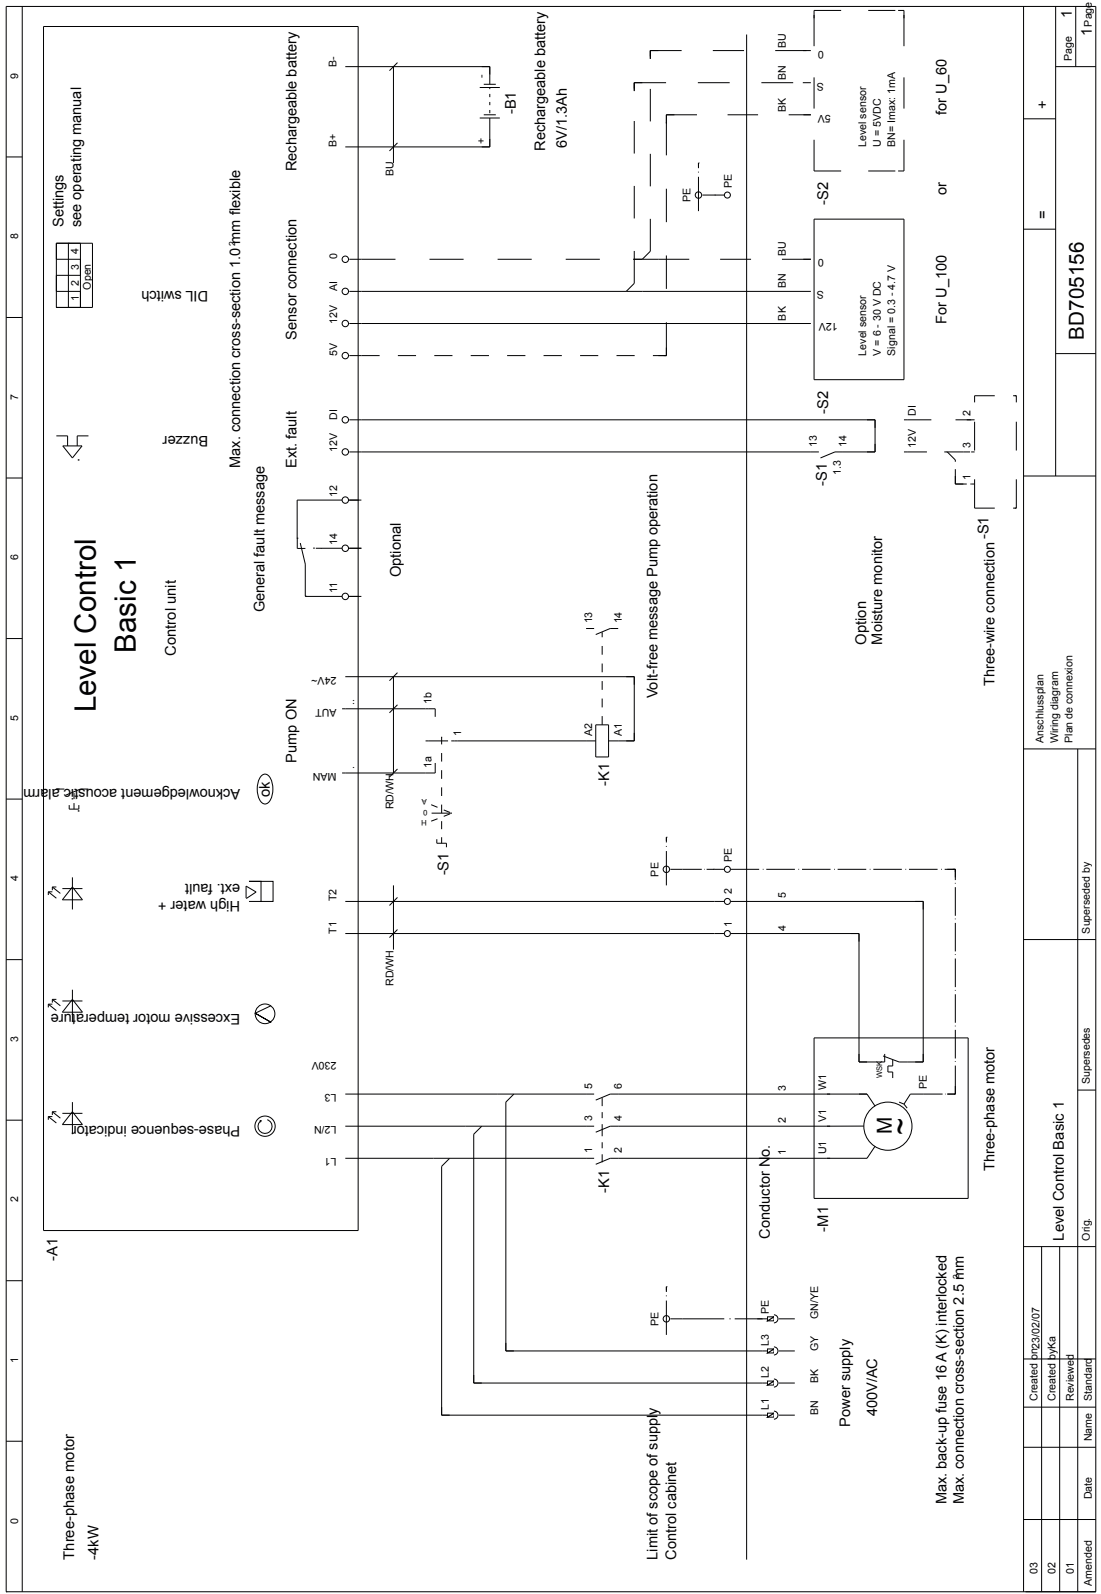 0
1
2
3
4
5
6
7
8
9
Three-phase motor
-4kW
-A1
Level Control
Basic 1
Control unit
Settings
see operating manual
1 2 3 4
Open
DIL switch
Buzzer
Acknowledgement acoustic alarm
ok
High water +
ext. fault
Excessive motor temperature
Phase-sequence indicator
Max. connection cross-section 1.0²mm flexible
L1
L2/N
L3
230V
T1
T2
Pump ON
MAN
AUT
24V~
General fault message
11
14
12
Optional
Ext. fault
12V
DI
Sensor connection
5V
12V
AI
0
Rechargeable battery
B+
B-
BU
+
-
-B1
Rechargeable battery
6V/1.3Ah
RD/WH
RD/WH
-S1
H 0 A
1a
1b
1
-K1
A2
A1
13
14
Volt-free message Pump operation
-K1
1
2
3
4
5
6
PE
PE
1
2
PE
4
5
PE
PE
Limit of scope of supply
Control cabinet
L1
L2
L3
PE
BN
BK
GY
GN/YE
Power supply
400V/AC
Conductor No.
1
2
3
-M1
U1
V1
W1
M
~
WSK
PE
Three-phase motor
Max. back-up fuse 16 A (K) interlocked
Max. connection cross-section 2.5 ²mm
Option
Moisture monitor
-S1
13
14
1.3
12V
DI
1
3
2
Three-wire connection -S1
-S2
BK
BN
BU
12V
S
0
Level sensor
V = 6 - 30 V DC
Signal = 0.3 - 4.7 V
For U_100
or
-S2
BK
BN
BU
5V
S
0
Level sensor
U = 5VDC
BN= Imax: 1mA
for U_60
03
02
01
Amended
Date
Name
Created on23/02/07
Created byKa
Reviewed
Standard
Level Control Basic 1
Orig.
Supersedes
Superseded by
Anschlussplan
Wiring diagram
Plan de connexion
=
+
BD705156
Page 1
1 Page